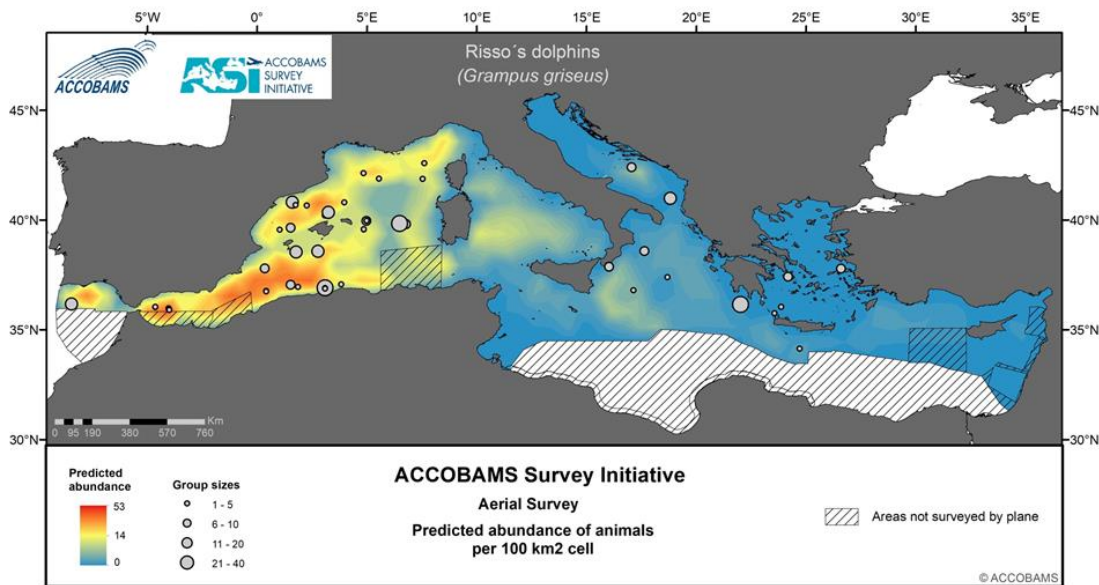 5°W 0° 5°E 10°E 15°E 20°E 25°E 30°E 35°E
Risso´s dolphins
(Grampus griseus)
ACCOBAMS
ASI
ACCOBAMS
SURVEY
INITIATIVE
45°N 45°N
40°N 40°N
35°N 35°N
30°N 30°N
Km
0 95 190 380 570 760
Predicted
abundance
53
14
0
Group sizes
1 - 5
6 - 10
11 - 20
21 - 40
ACCOBAMS Survey Initiative
Aerial Survey
Predicted abundance of animals
per 100 km2 cell
Areas not surveyed by plane
© ACCOBAMS